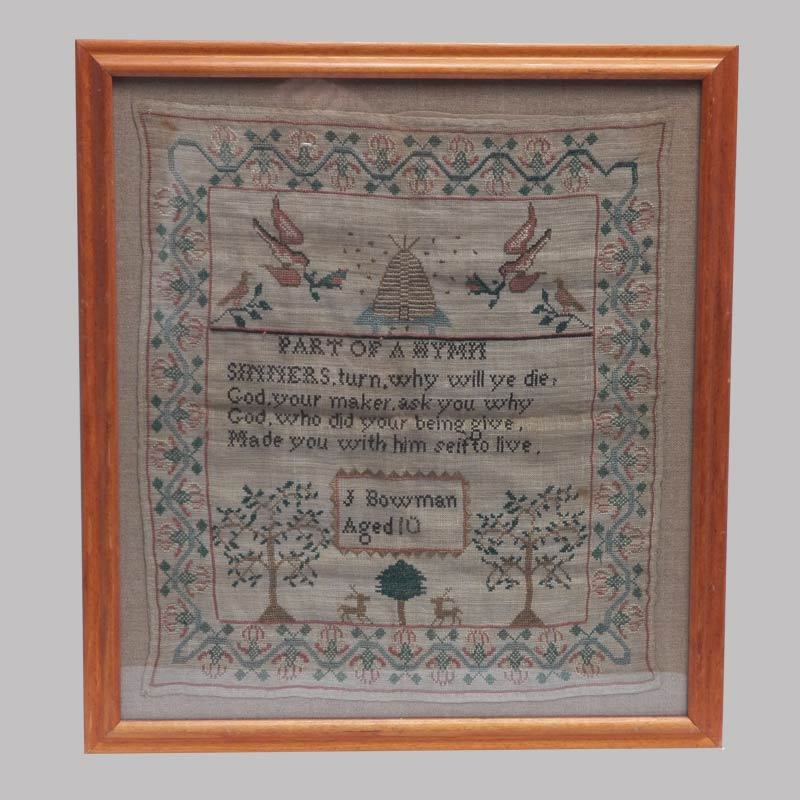 PART OF A HYMN
SINNERS, turn, why will ye die,
God, your maker, ask you why
God, who did your being give,
Made you with him self to live,
J Bowman
Aged 10